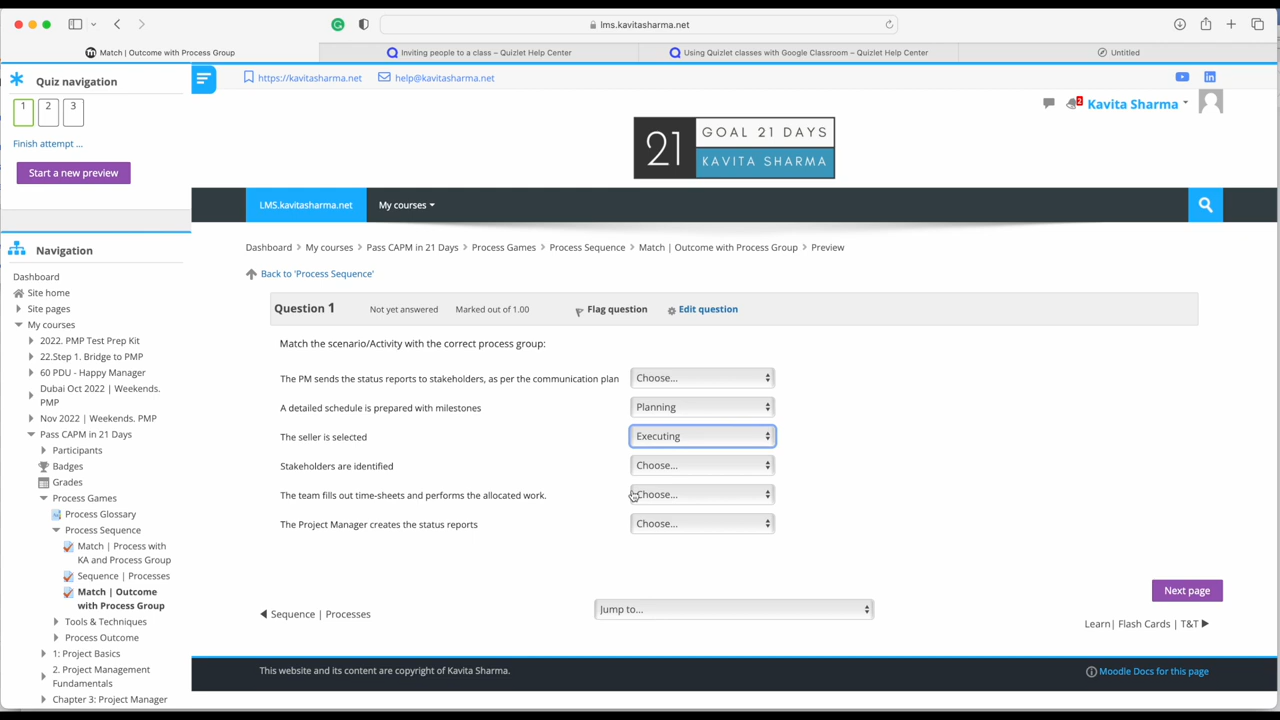 lms.kavitasharma.net
Match | Outcome with Process Group
Inviting people to a class – Quizlet Help Center
Using Quizlet classes with Google Classroom – Quizlet Help Center
Untitled
Quiz navigation
1 2 3
Finish attempt ...
Start a new preview
https://kavitasharma.net
help@kavitasharma.net
2
Kavita Sharma
21
GOAL 21 DAYS
KAVITA SHARMA
LMS.kavitasharma.net
My courses
Navigation
Dashboard
Site home
Site pages
My courses
2022. PMP Test Prep Kit
22.Step 1. Bridge to PMP
60 PDU - Happy Manager
Dubai Oct 2022 | Weekends.
PMP
Nov 2022 | Weekends. PMP
Pass CAPM in 21 Days
Participants
Badges
Grades
Process Games
Process Glossary
Process Sequence
Match | Process with
KA and Process Group
Sequence | Processes
Match | Outcome
with Process Group
Tools & Techniques
Process Outcome
1: Project Basics
2. Project Management
Fundamentals
Chapter 3: Project Manager
Dashboard > My courses > Pass CAPM in 21 Days > Process Games > Process Sequence > Match | Outcome with Process Group > Preview
Back to 'Process Sequence'
Question 1
Not yet answered
Marked out of 1.00
Flag question
Edit question
Match the scenario/Activity with the correct process group:
The PM sends the status reports to stakeholders, as per the communication plan Choose...
A detailed schedule is prepared with milestones Planning
The seller is selected Executing
Stakeholders are identified Choose...
The team fills out time-sheets and performs the allocated work. Choose...
The Project Manager creates the status reports Choose...
Next page
Sequence | Processes
Jump to...
Learn| Flash Cards | T&T
This website and its content are copyright of Kavita Sharma.
Moodle Docs for this page